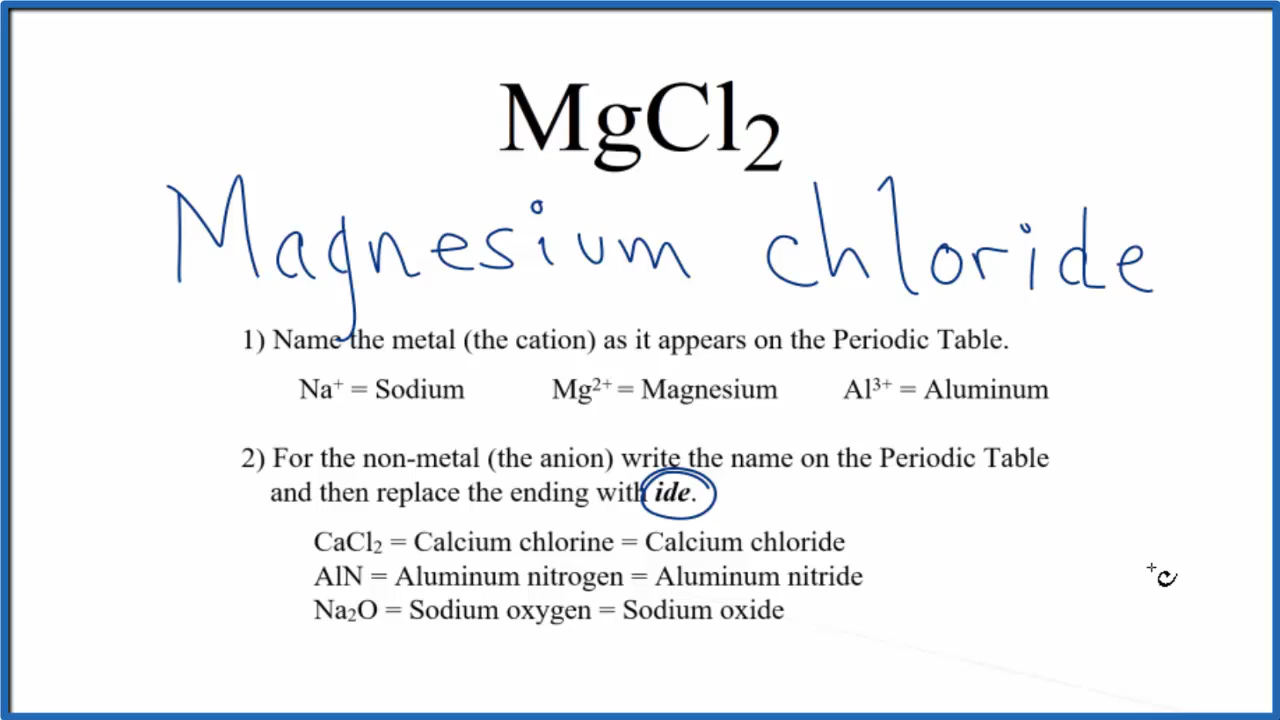 MgCl₂
Magnesium chloride
1) Name the metal (the cation) as it appears on the Periodic Table.
Na⁺ = Sodium Mg²⁺ = Magnesium Al³⁺ = Aluminum
2) For the non-metal (the anion) write the name on the Periodic Table
and then replace the ending with ide.
CaCl₂ = Calcium chlorine = Calcium chloride
AlN = Aluminum nitrogen = Aluminum nitride
Na₂O = Sodium oxygen = Sodium oxide